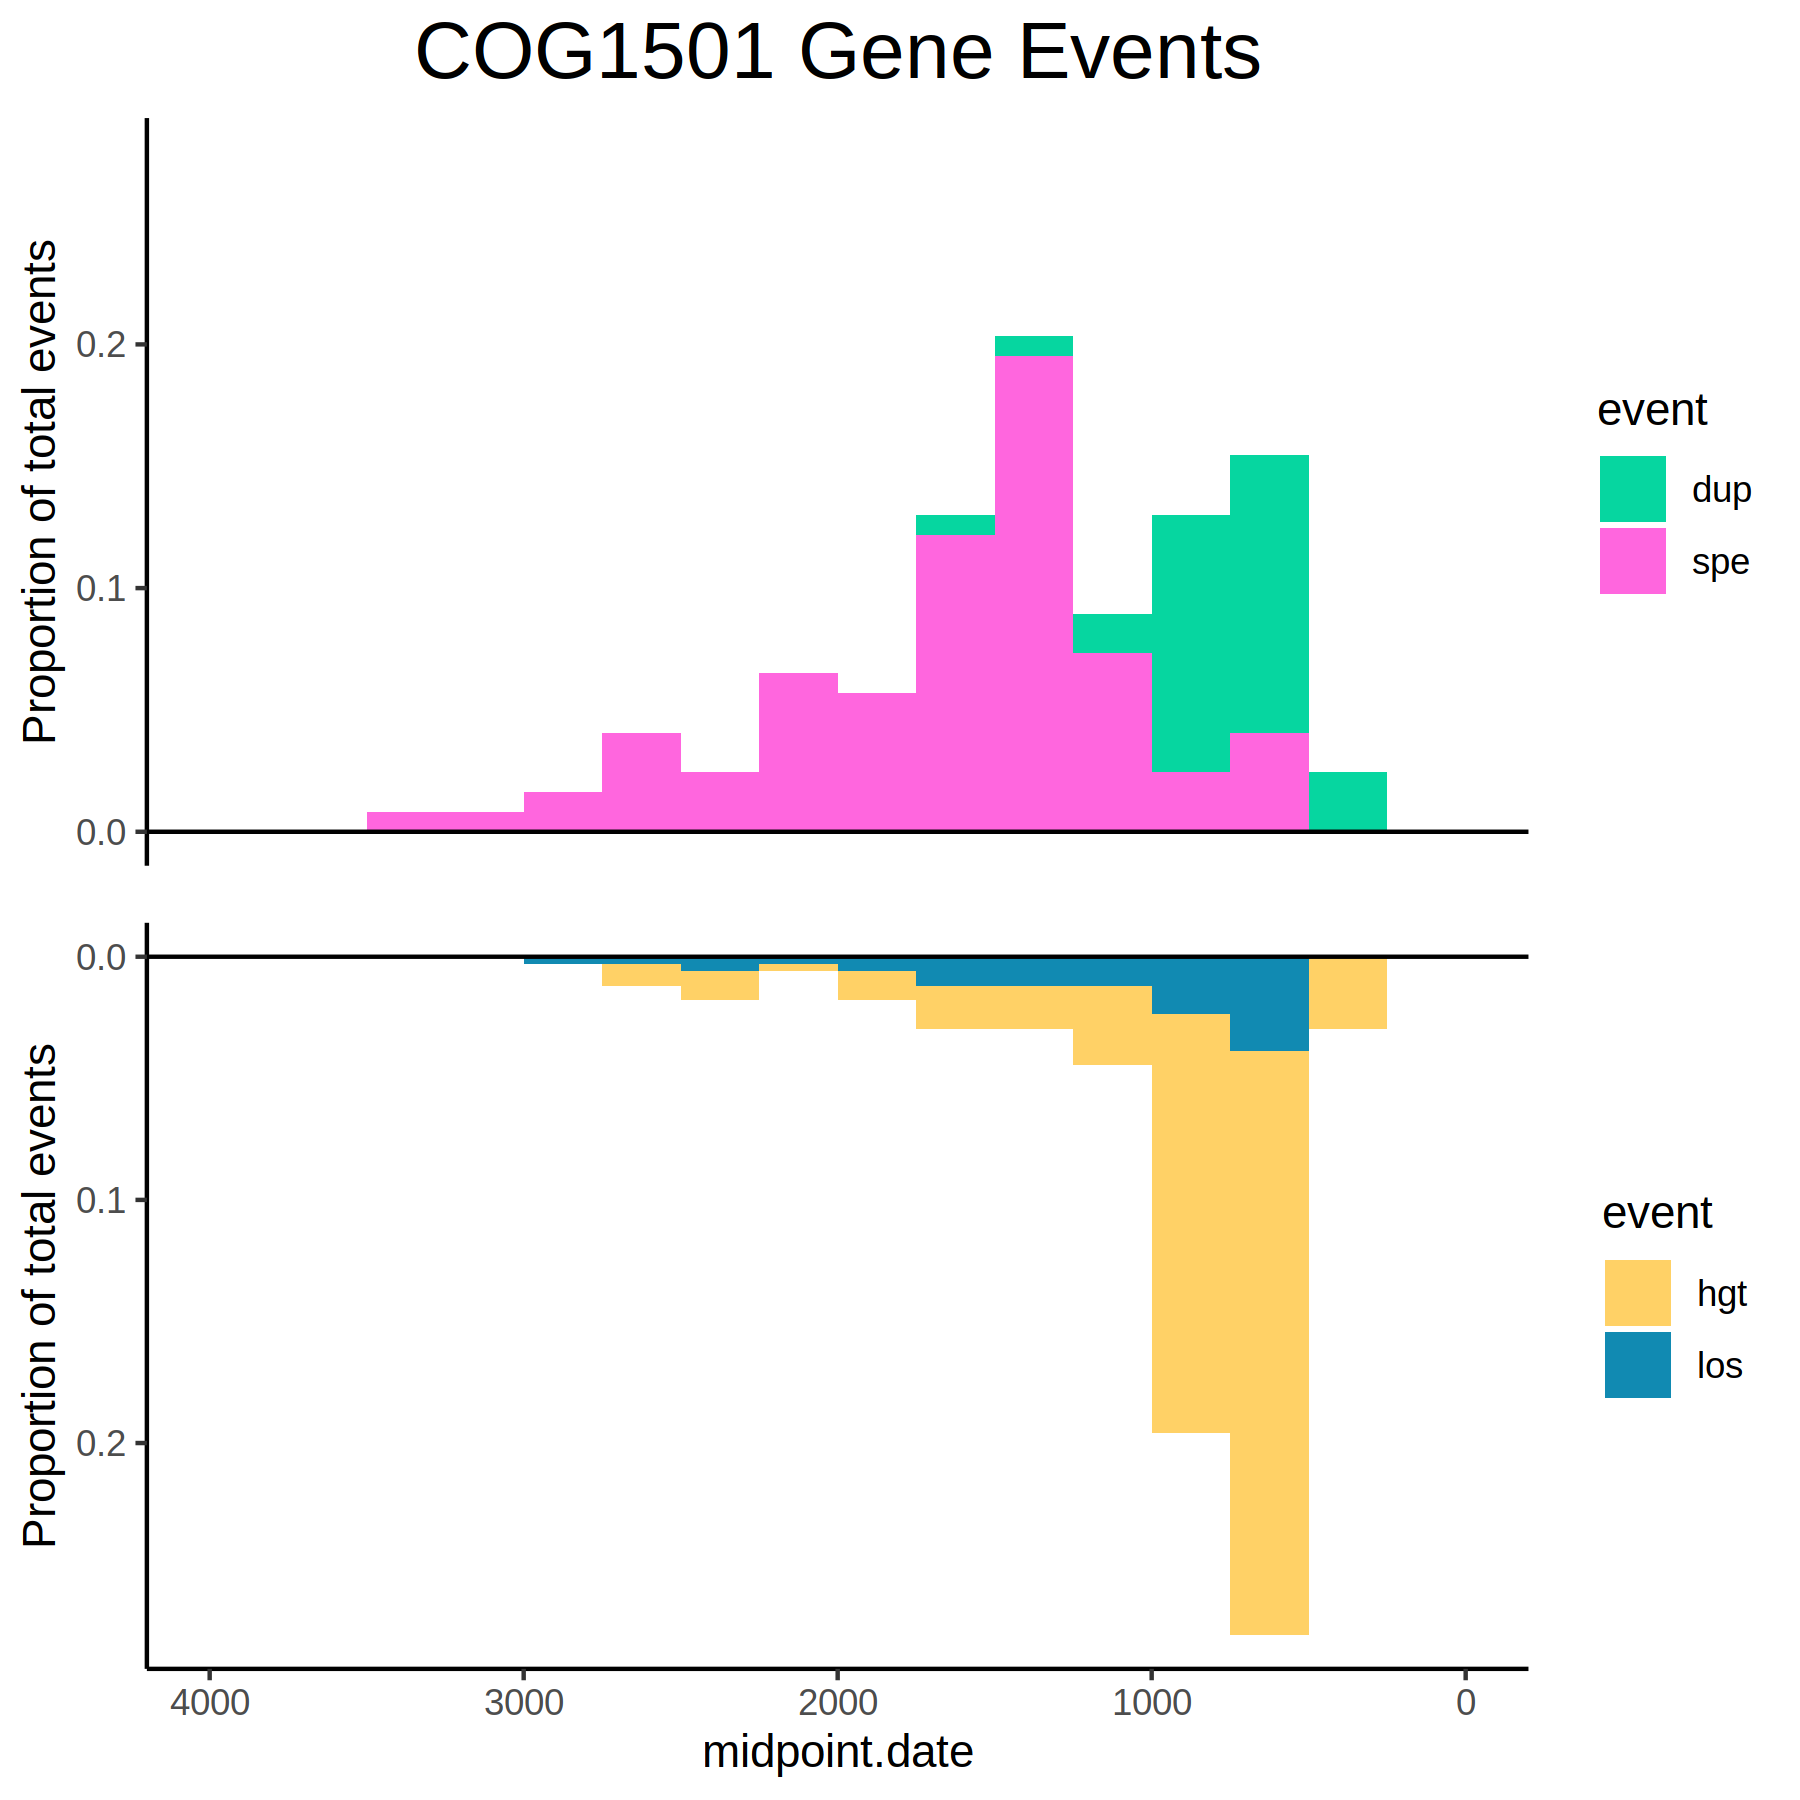 COG1501 Gene Events
Proportion of total events
0.2
0.1
0.0
event
dup
spe
Proportion of total events
0.0
0.1
0.2
event
hgt
los
4000 3000 2000 1000 0
midpoint.date